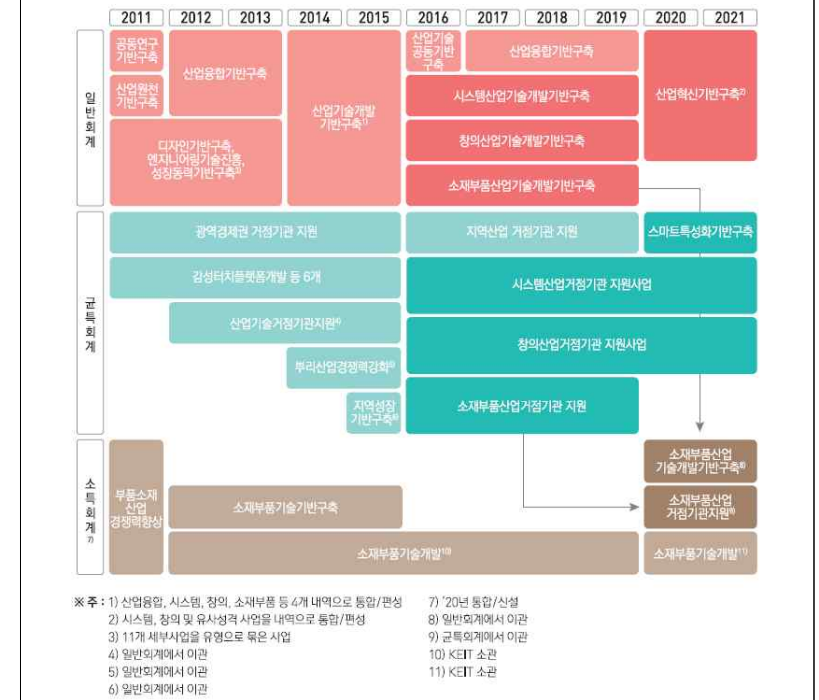 2011 2012 2013 2014 2015 2016 2017 2018 2019 2020 2021
일반회계
공동연구
기반구축
산업원천
기반구축
산업융합기반구축
디자인기반구축,
엔지니어링기술진흥,
성장동력기반구축3)
산업기술개발
기반구축1)
산업기술
공동기반
구축
산업융합기반구축
시스템산업기술개발기반구축
창의산업기술개발기반구축
소재부품산업기술개발기반구축
산업혁신기반구축2)
균특회계
광역경제권 거점기관 지원
지역산업 거점기관 지원
스마트특성화기반구축
감성터치플랫폼개발 등 6개
시스템산업거점기관 지원사업
산업기술거점기관지원4)
창의산업거점기관 지원사업
뿌리산업경쟁력강화5)
지역성장
기반구축6)
소재부품산업거점기관 지원
소특회계
7)
부품소재
산업
경쟁력향상
소재부품기술기반구축
소재부품기술개발10)
소재부품산업
기술개발기반구축8)
소재부품산업
거점기관지원9)
소재부품기술개발11)
※ 주 : 1) 산업융합, 시스템, 창의, 소재부품 등 4개 내역으로 통합/편성
2) 시스템, 창의 및 유사성격 사업을 내역으로 통합/편성
3) 11개 세부사업을 유형으로 묶은 사업
4) 일반회계에서 이관
5) 일반회계에서 이관
6) 일반회계에서 이관
7) '20년 통합/신설
8) 일반회계에서 이관
9) 균특회계에서 이관
10) KEIT 소관
11) KEIT 소관